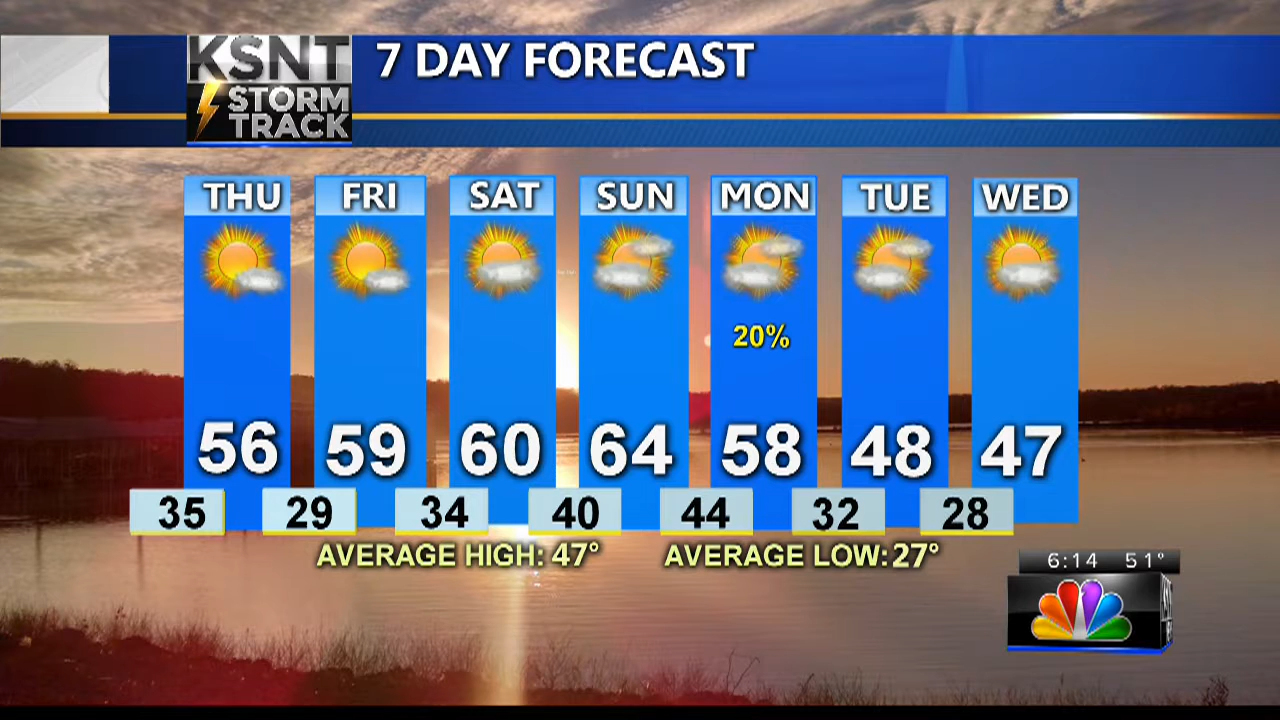 KSNT
STORM
TRACK
7 DAY FORECAST
THU FRI SAT SUN MON TUE WED
20%
56 59 60 64 58 48 47
35 29 34 40 44 32 28
AVERAGE HIGH: 47° AVERAGE LOW: 27°
6:14 51°